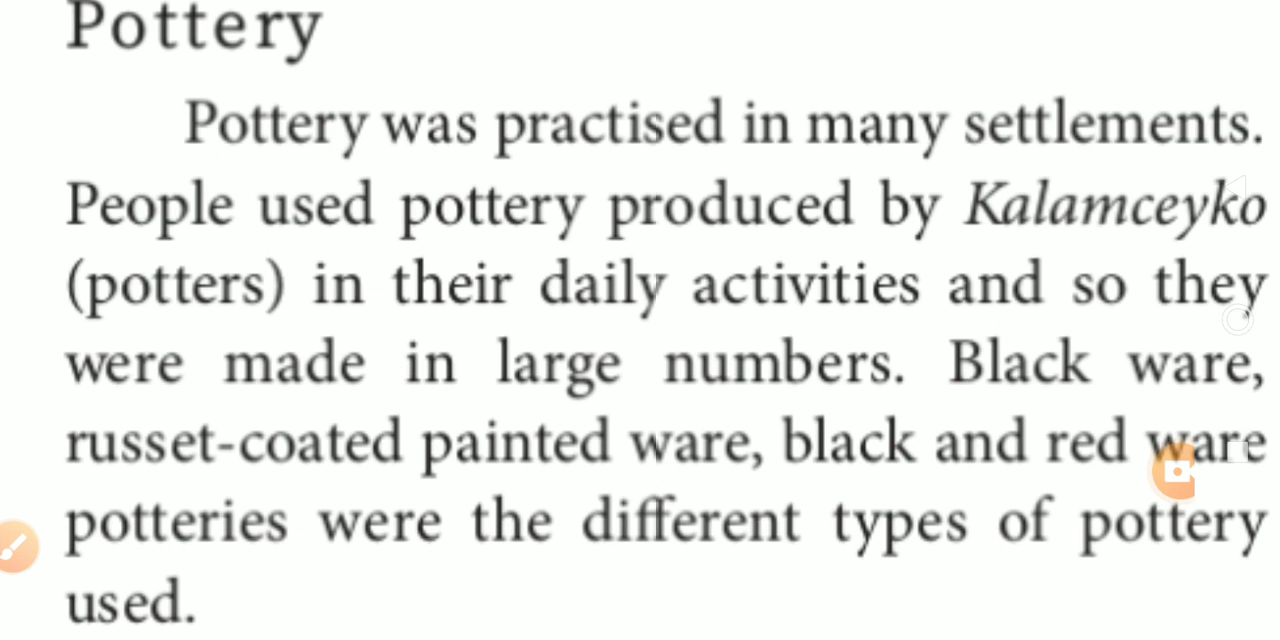 Pottery
Pottery was practised in many settlements.
People used pottery produced by Kalamceyko
(potters) in their daily activities and so they
were made in large numbers. Black ware,
russet-coated painted ware, black and red ware
potteries were the different types of pottery
used.